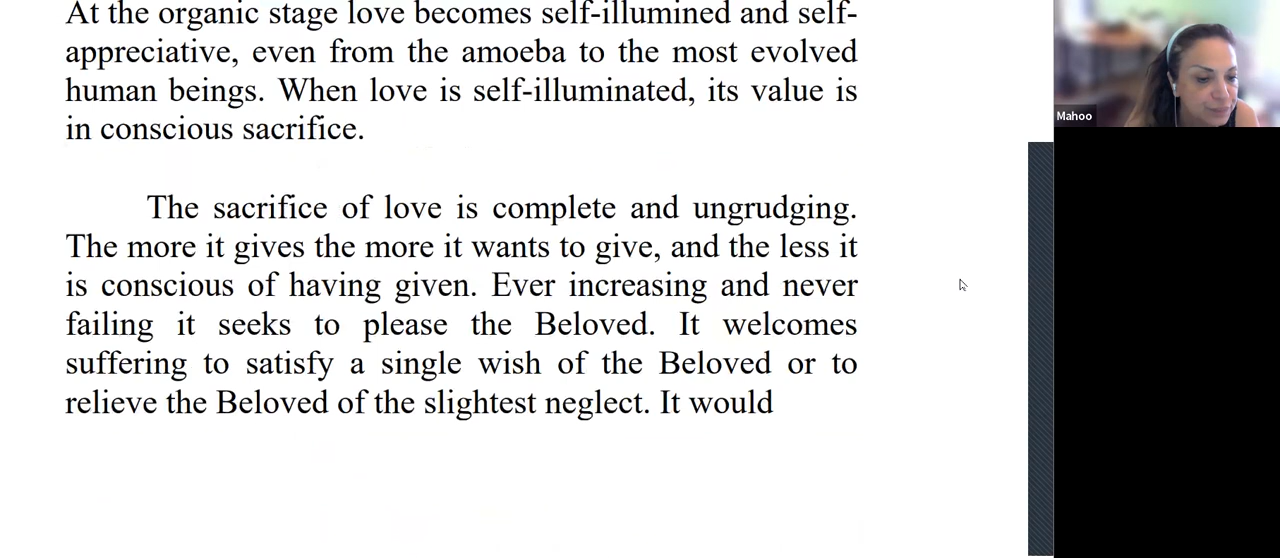 At the organic stage love becomes self-illumined and self-
appreciative, even from the amoeba to the most evolved
human beings. When love is self-illuminated, its value is
in conscious sacrifice.
The sacrifice of love is complete and ungrudging.
The more it gives the more it wants to give, and the less it
is conscious of having given. Ever increasing and never
failing it seeks to please the Beloved. It welcomes
suffering to satisfy a single wish of the Beloved or to
relieve the Beloved of the slightest neglect. It would
Mahoo